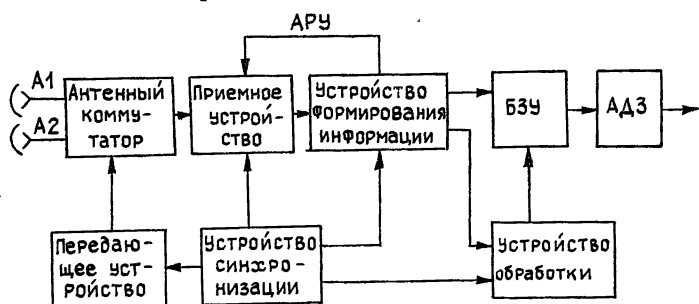 АРУ
А1
А2
Антенный
комму-
татор
Приемное
устрой-
ство
Устройство
формирования
информации
БЗУ
АДЗ
Передаю-
щее уст-
ройство
Устройство
синхро-
низации
Устройство
обработки